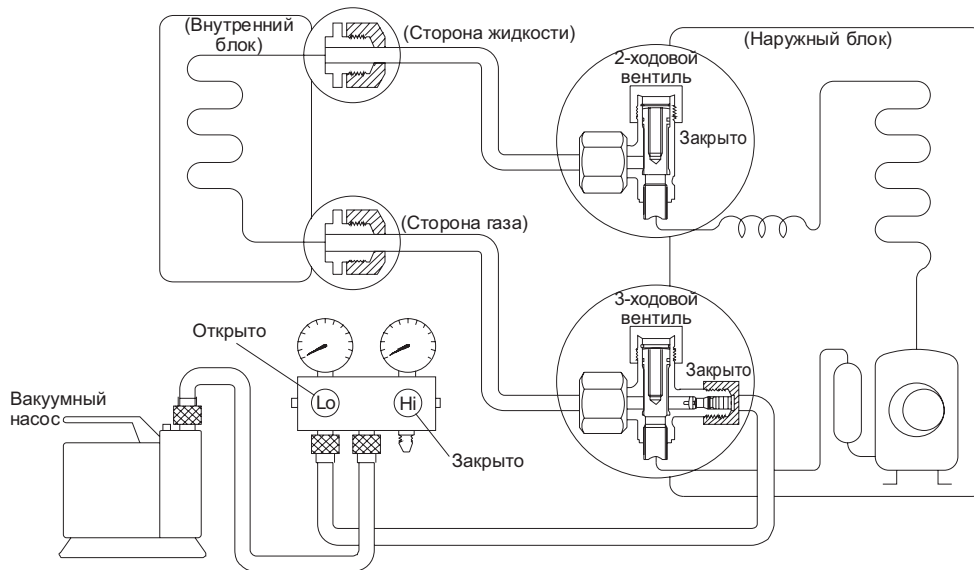 (Внутренний
блок)
(Сторона жидкости)
(Наружный блок)
2-ходовой
вентиль
Закрыто
(Сторона газа)
3-ходовой
вентиль
Закрыто
Открыто
Lo
Hi
Закрыто
Вакуумный
насос